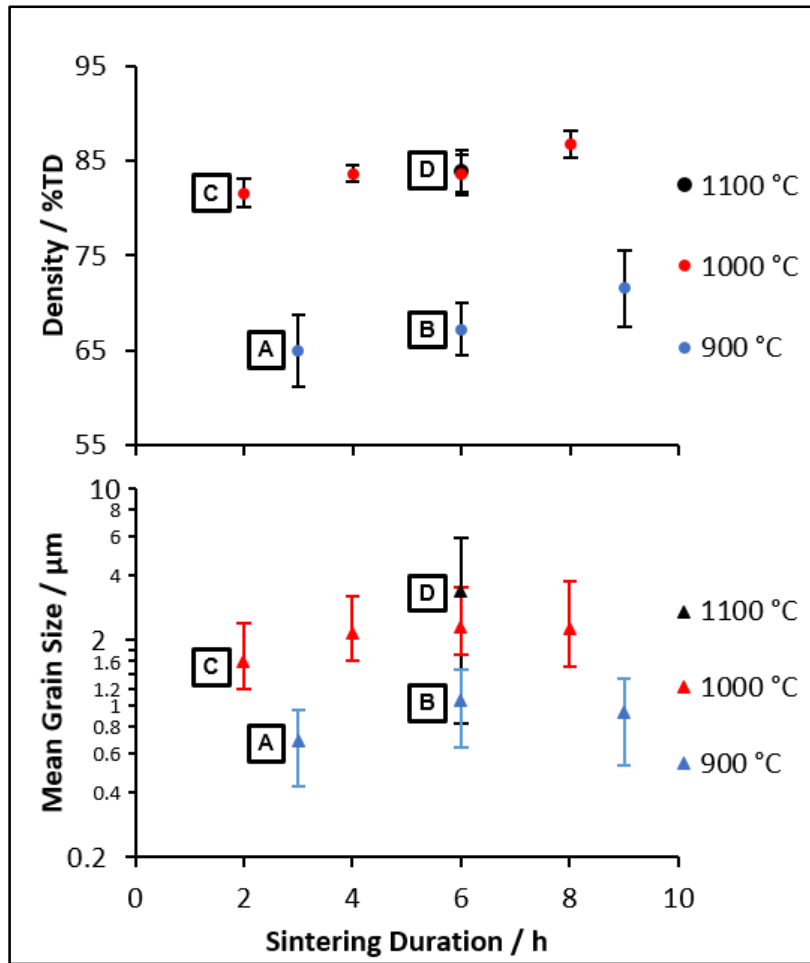 Density / %TD
95
85
75
65
55
C
D
A
B
1100 °C
1000 °C
900 °C
Mean Grain Size / µm
10
8
6
4
2
1.6
1.2
1
0.8
0.6
0.4
0.2
D
C
B
A
1100 °C
1000 °C
900 °C
0 2 4 6 8 10
Sintering Duration / h